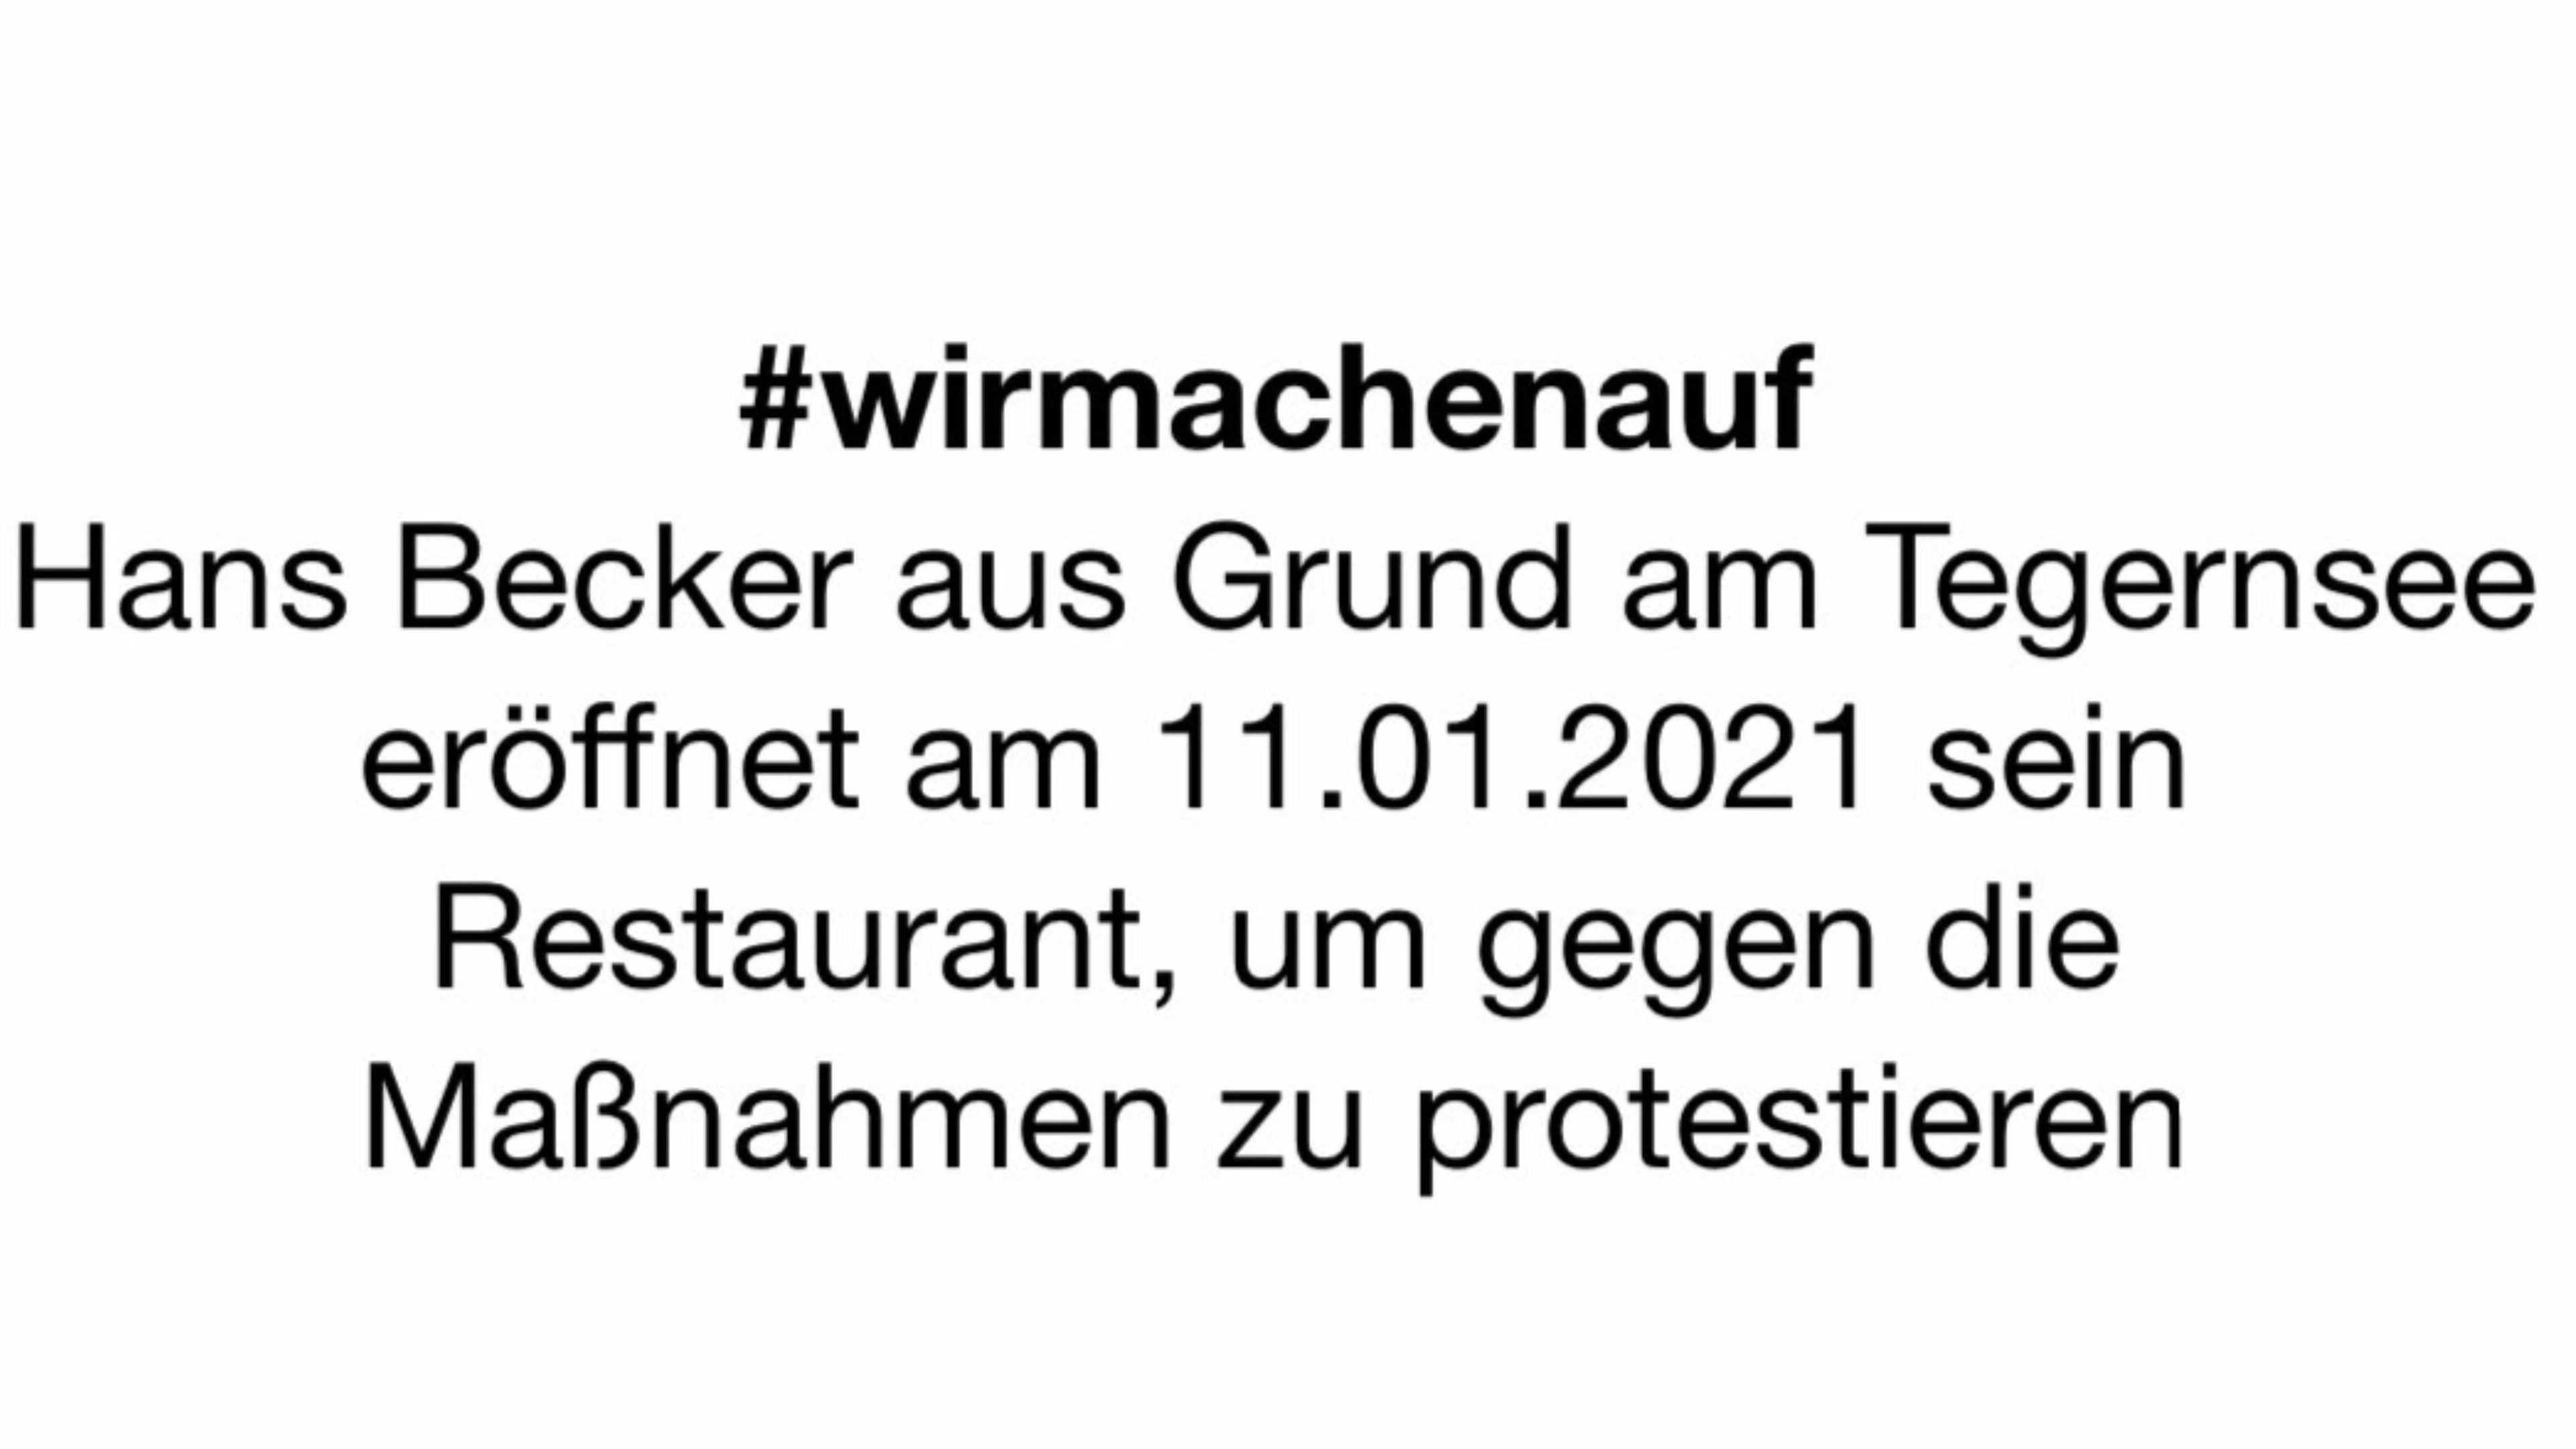 #wirmachenauf
Hans Becker aus Grund am Tegernsee
eröffnet am 11.01.2021 sein
Restaurant, um gegen die
Maßnahmen zu protestieren